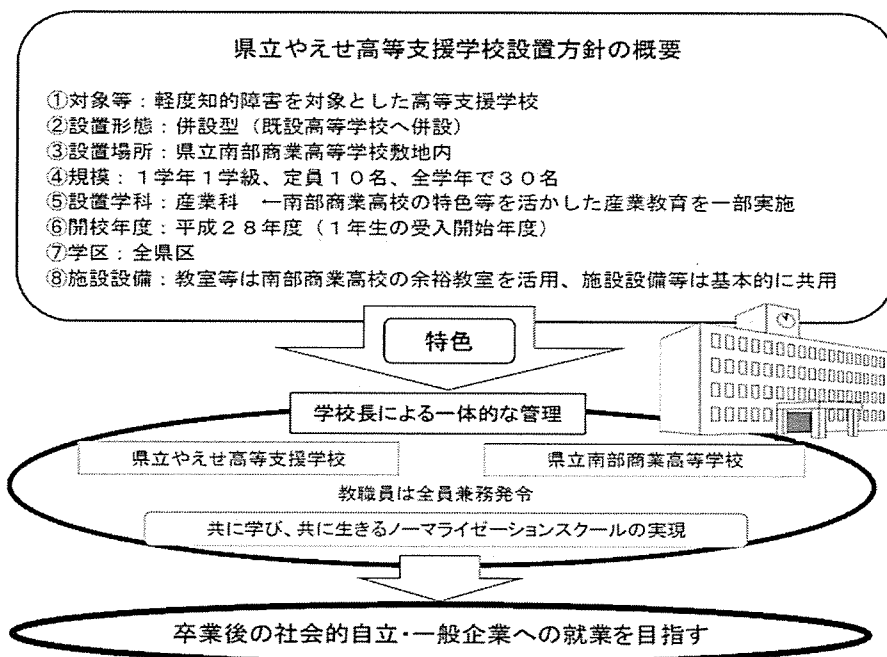 県立やえせ高等支援学校設置方針の概要
①対象等：軽度知的障害を対象とした高等支援学校
②設置形態：併設型（既設高等学校へ併設）
③設置場所：県立南部商業高等学校敷地内
④規模：１学年１学級、定員１０名、全学年で３０名
⑤設置学科：産業科　←南部商業高校の特色等を活かした産業教育を一部実施
⑥開校年度：平成２８年度（１年生の受入開始年度）
⑦学区：全県区
⑧施設設備：教室等は南部商業高校の余裕教室を活用、施設設備等は基本的に共用
特色
学校長による一体的な管理
県立やえせ高等支援学校
県立南部商業高等学校
教職員は全員兼務発令
共に学び、共に生きるノーマライゼーションスクールの実現
卒業後の社会的自立・一般企業への就業を目指す